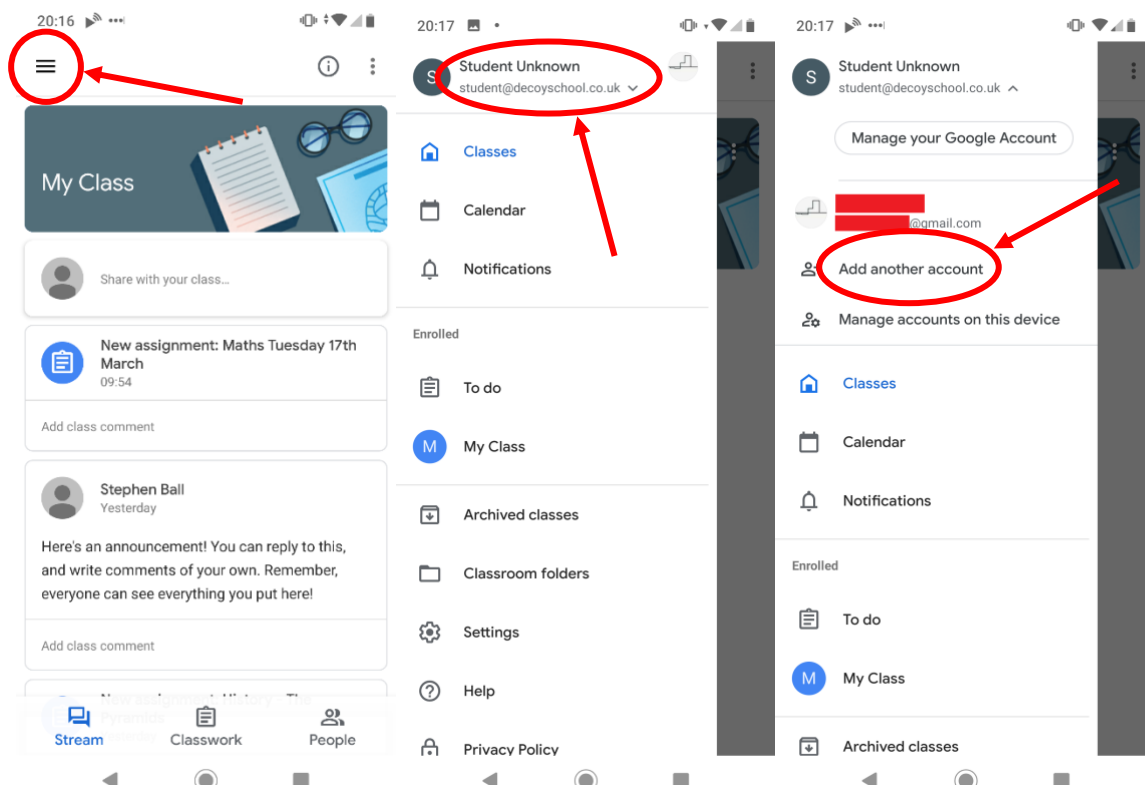 20:16
My Class
Share with your class...
New assignment: Maths Tuesday 17th
March
09:54
Add class comment
Stephen Ball
Yesterday
Here's an announcement! You can reply to this,
and write comments of your own. Remember,
everyone can see everything you put here!
Add class comment
New assignment: History - The
Pyramids
Stream
Classwork
People
20:17
S
Student Unknown
student@decoyschool.co.uk
Classes
Calendar
Notifications
Enrolled
To do
M
My Class
Archived classes
Classroom folders
Settings
Help
Privacy Policy
20:17
S
Student Unknown
student@decoyschool.co.uk
Manage your Google Account
@gmail.com
Add another account
Manage accounts on this device
Classes
Calendar
Notifications
Enrolled
To do
M
My Class
Archived classes